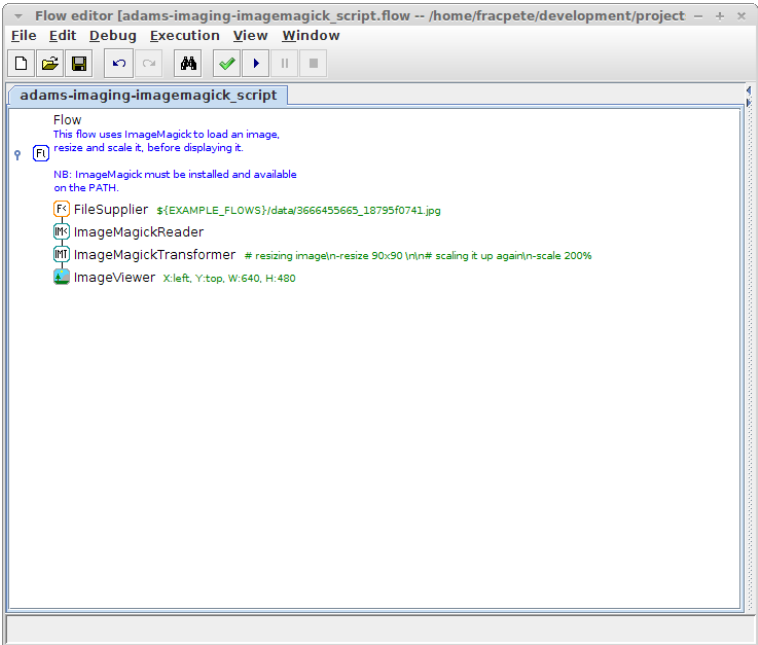 Flow editor [adams-imaging-imagemagick_script.flow -- /home/fracpete/development/project
File Edit Debug Execution View Window
adams-imaging-imagemagick_script
Flow
This flow uses ImageMagick to load an image,
resize and scale it, before displaying it.
Fl
NB: ImageMagick must be installed and available
on the PATH.
F< FileSupplier ${EXAMPLE_FLOWS}/data/3666455665_18795f0741.jpg
IM< ImageMagickReader
IMT ImageMagickTransformer # resizing image\n-resize 90x90 \n\n# scaling it up again\n-scale 200%
ImageViewer X:left, Y:top, W:640, H:480